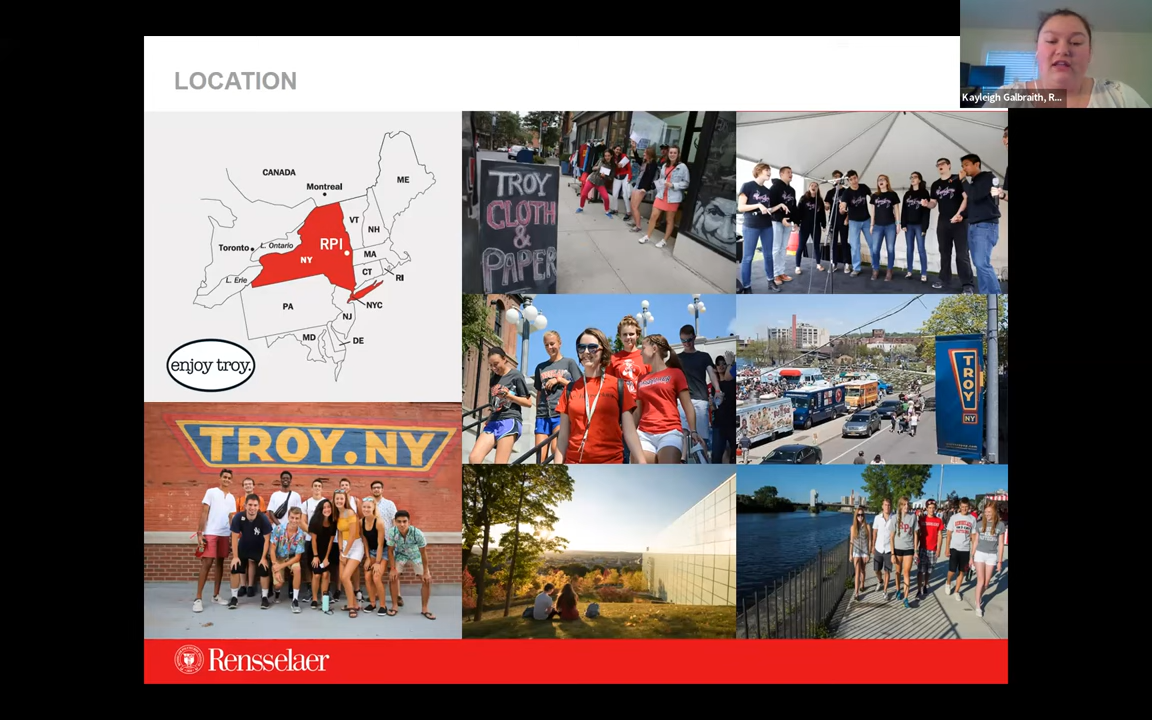 LOCATION
Kayleigh Galbraith, R...
CANADA
Montreal
ME
Toronto
L. Ontario
VT
NH
RPI
NY
MA
L. Erie
CT
RI
PA
NYC
NJ
MD
DE
enjoy troy.
TROY
CLOTH
&
PAPER
TROY
NY
TROY.NY
Rensselaer